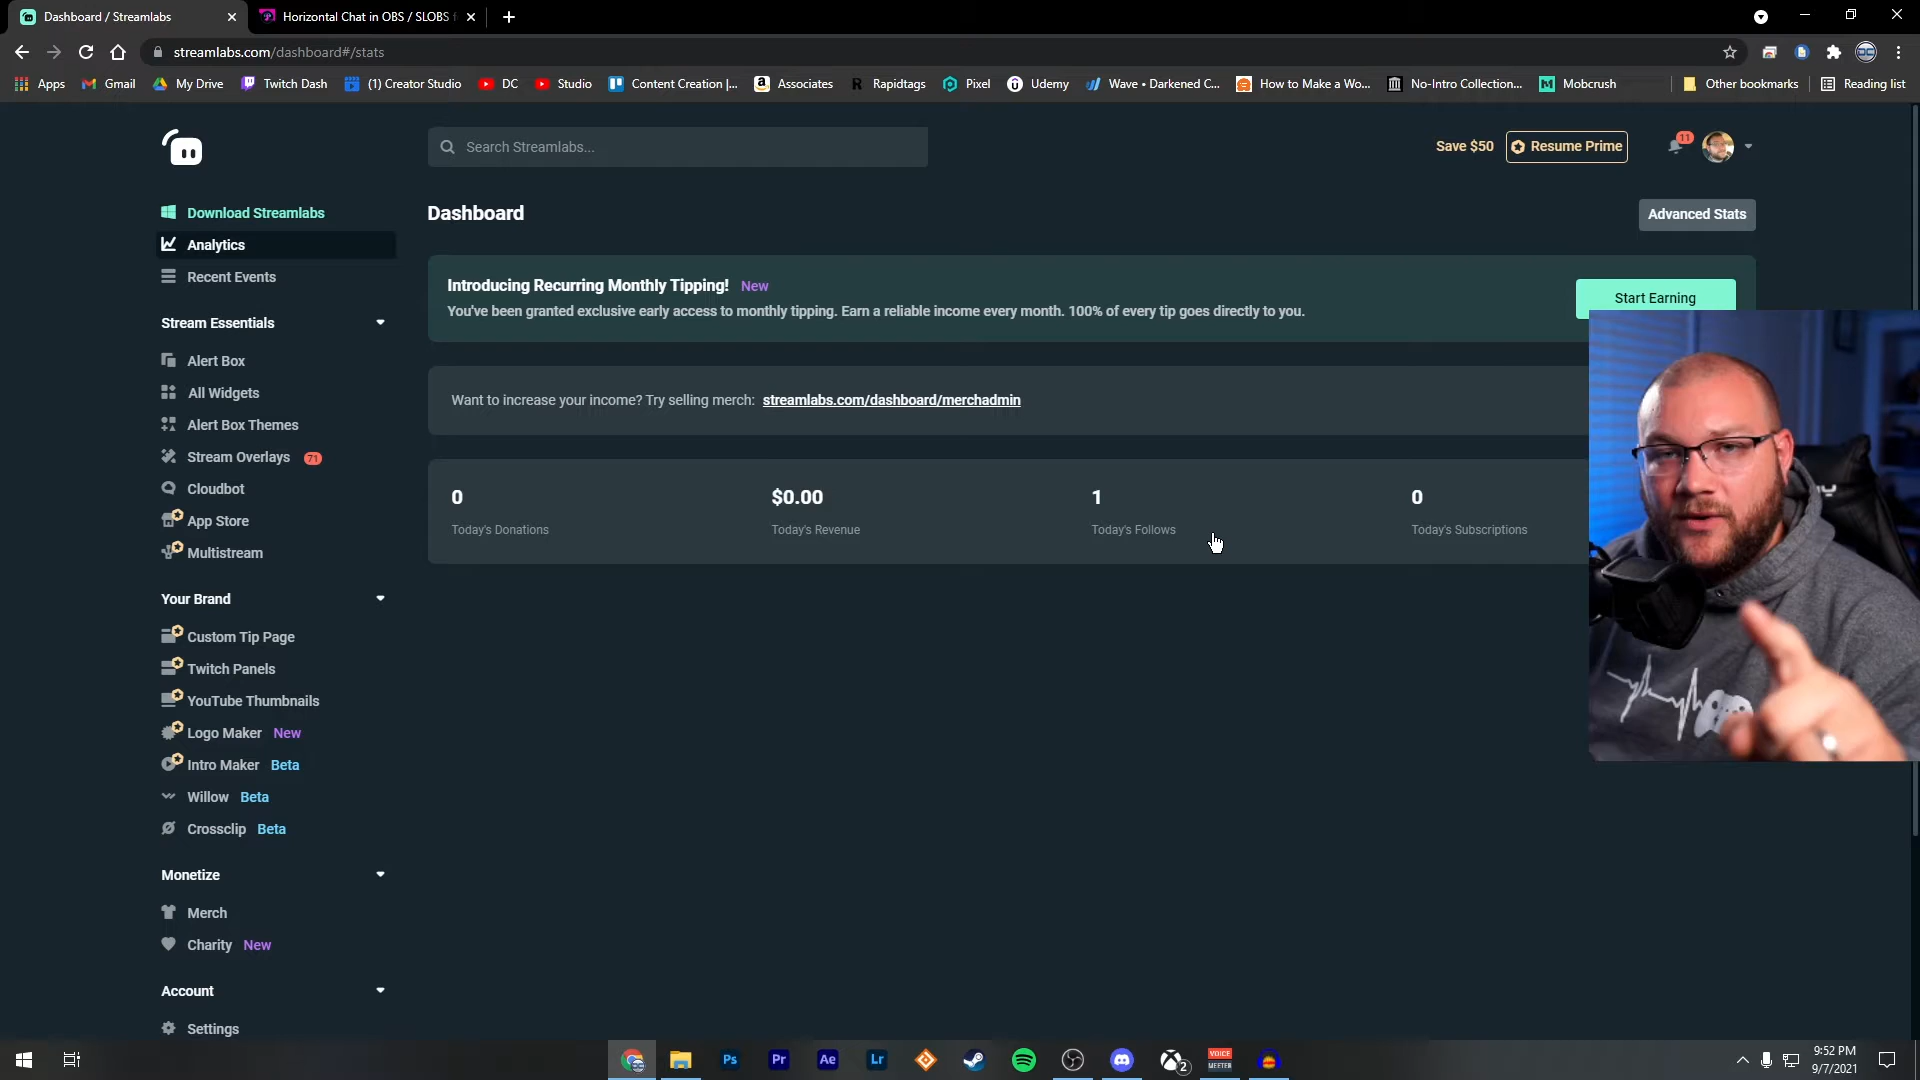 Dashboard / Streamlabs
Horizontal Chat in OBS / SLOBS
streamlabs.com/dashboard#/stats
Apps
Gmail
My Drive
Twitch Dash
(1) Creator Studio
DC
Studio
Content Creation |...
Associates
Rapidtags
Pixel
Udemy
Wave • Darkened C...
How to Make a Wo...
No-Intro Collection...
Mobcrush
Other bookmarks
Reading list
Search Streamlabs...
Save $50
Resume Prime
11
Download Streamlabs
Analytics
Recent Events
Stream Essentials
Alert Box
All Widgets
Alert Box Themes
Stream Overlays 71
Cloudbot
App Store
Multistream
Your Brand
Custom Tip Page
Twitch Panels
YouTube Thumbnails
Logo Maker New
Intro Maker Beta
Willow Beta
Crossclip Beta
Monetize
Merch
Charity New
Account
Settings
Dashboard
Advanced Stats
Introducing Recurring Monthly Tipping! New
You've been granted exclusive early access to monthly tipping. Earn a reliable income every month. 100% of every tip goes directly to you.
Start Earning
Want to increase your income? Try selling merch: streamlabs.com/dashboard/merchadmin
0
Today's Donations
$0.00
Today's Revenue
1
Today's Follows
0
Today's Subscriptions
Ps
Pr
Ae
Lr
2
VOICE
MEETER
9:52 PM
9/7/2021